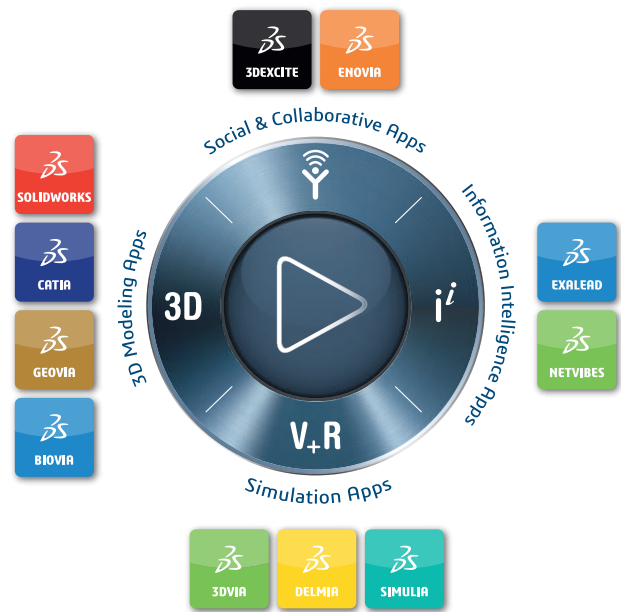 3DEXCITE
ENOVIA
Social & Collaborative Apps
SOLIDWORKS
CATIA
GEOVIA
BIOVIA
3D Modeling Apps
3D
Information Intelligence Apps
iⁱ
EXALEAD
NETVIBES
V+R
Simulation Apps
3DVIA
DELMIA
SIMULIA